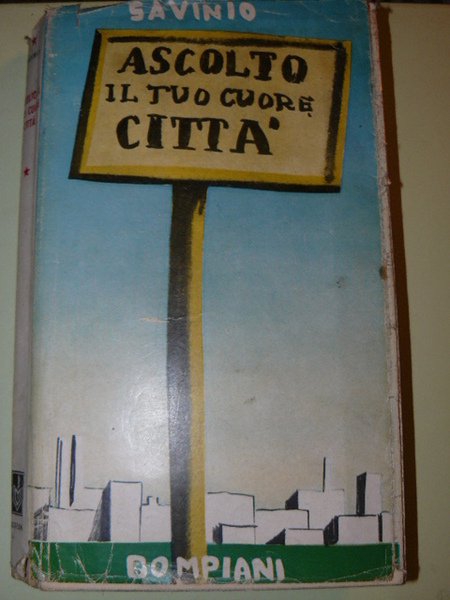 SAVINIO
ASCOLTO
IL TUO CUORE,
CITTA'
BOMPIANI